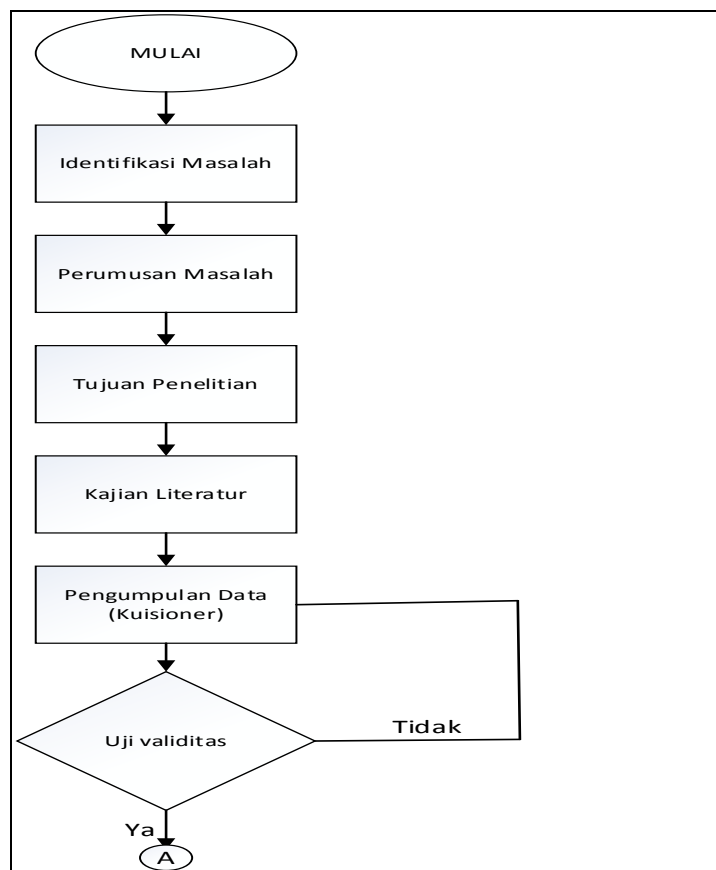 MULAI
Identifikasi Masalah
Perumusan Masalah
Tujuan Penelitian
Kajian Literatur
Pengumpulan Data
(Kuisioner)
Uji validitas
Tidak
Ya
A